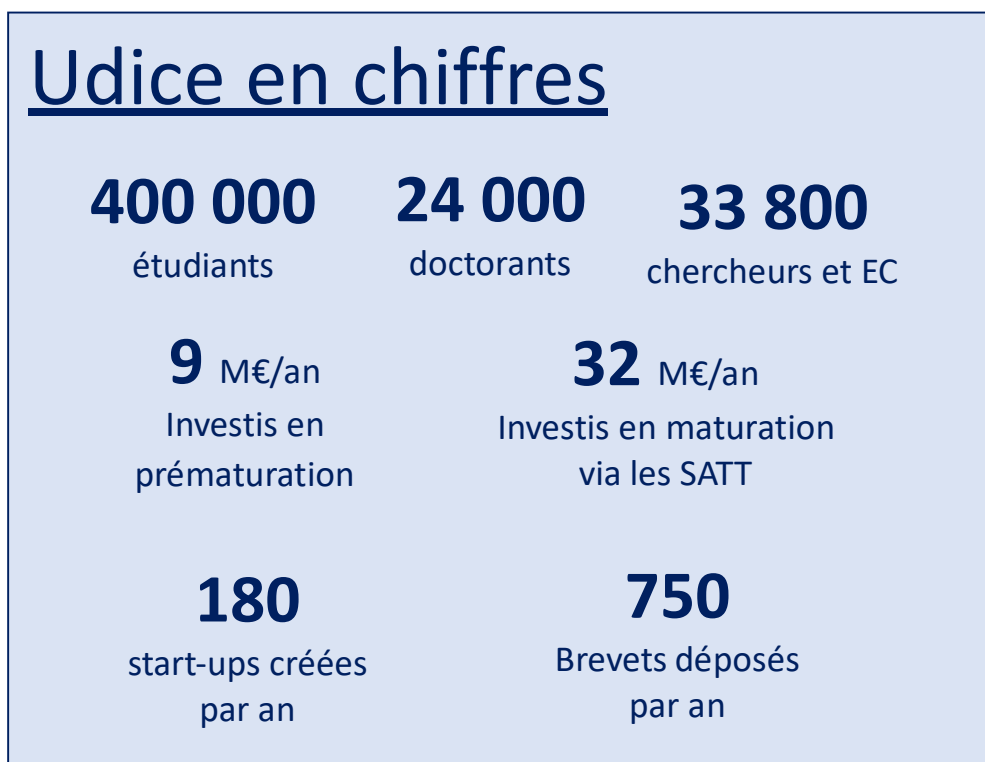 Udice en chiffres
400 000
étudiants
24 000
doctorants
33 800
chercheurs et EC
9 M€/an
Investis en
prématuration
32 M€/an
Investis en maturation
via les SATT
180
start-ups créées
par an
750
Brevets déposés
par an